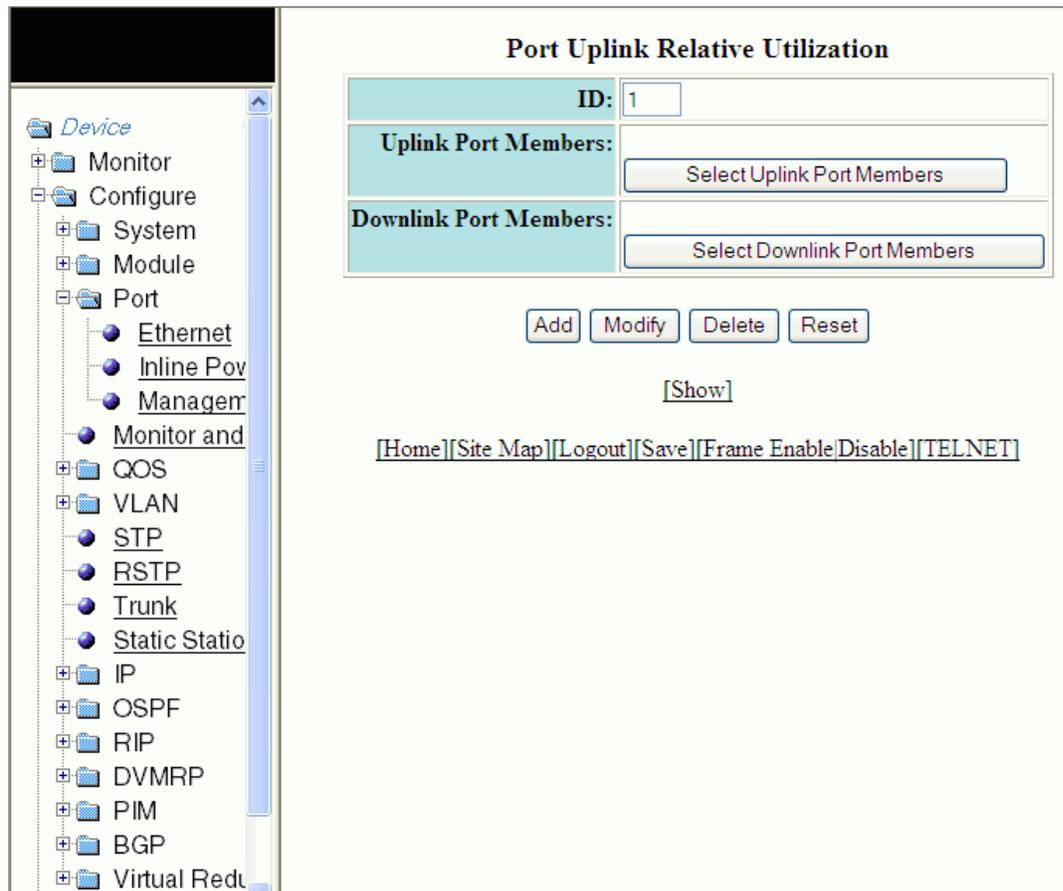 Device
Monitor
Configure
System
Module
Port
Ethernet
Inline Pow
Managem
Monitor and
QOS
VLAN
STP
RSTP
Trunk
Static Statio
IP
OSPF
RIP
DVMRP
PIM
BGP
Virtual Redu
Port Uplink Relative Utilization
ID: 1
Uplink Port Members:
Select Uplink Port Members
Downlink Port Members:
Select Downlink Port Members
Add Modify Delete Reset
[Show]
[Home][Site Map][Logout][Save][Frame Enable|Disable][TELNET]